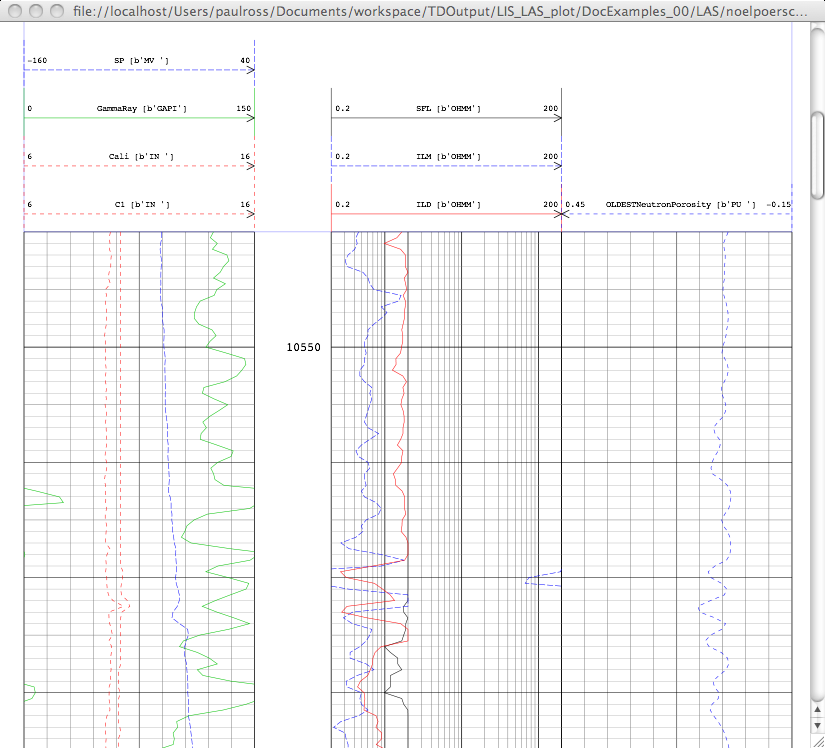 file://localhost/Users/paulross/Documents/workspace/TDOutput/LIS_LAS_plot/DocExamples_00/LAS/noelpoersc...
-160 SP [b'MV '] 40
0 GammaRay [b'GAPI'] 150 0.2 SFL [b'OHMM'] 200
6 Cali [b'IN '] 16 0.2 ILM [b'OHMM'] 200
6 C1 [b'IN '] 16 0.2 ILD [b'OHMM'] 200 0.45 OLDESTNeutronPorosity [b'PU '] -0.15
10550